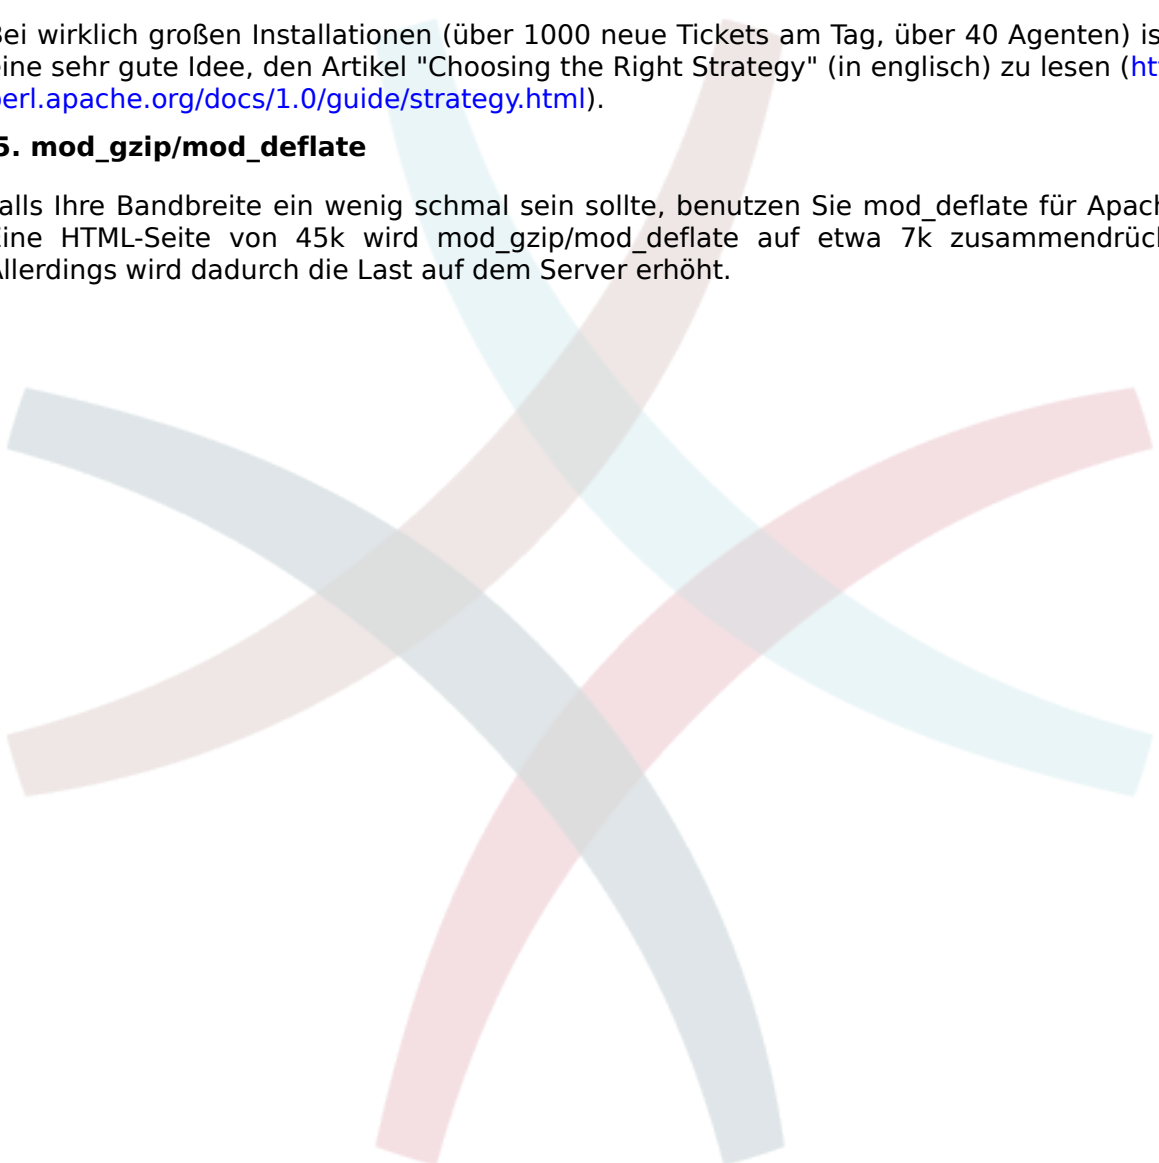 Bei wirklich großen Installationen (über 1000 neue Tickets am Tag, über 40 Agenten) is
eine sehr gute Idee, den Artikel "Choosing the Right Strategy" (in englisch) zu lesen (ht
perl.apache.org/docs/1.0/guide/strategy.html).
5. mod_gzip/mod_deflate
alls Ihre Bandbreite ein wenig schmal sein sollte, benutzen Sie mod_deflate für Apach
Eine HTML-Seite von 45k wird mod_gzip/mod_deflate auf etwa 7k zusammendrück
Allerdings wird dadurch die Last auf dem Server erhöht.